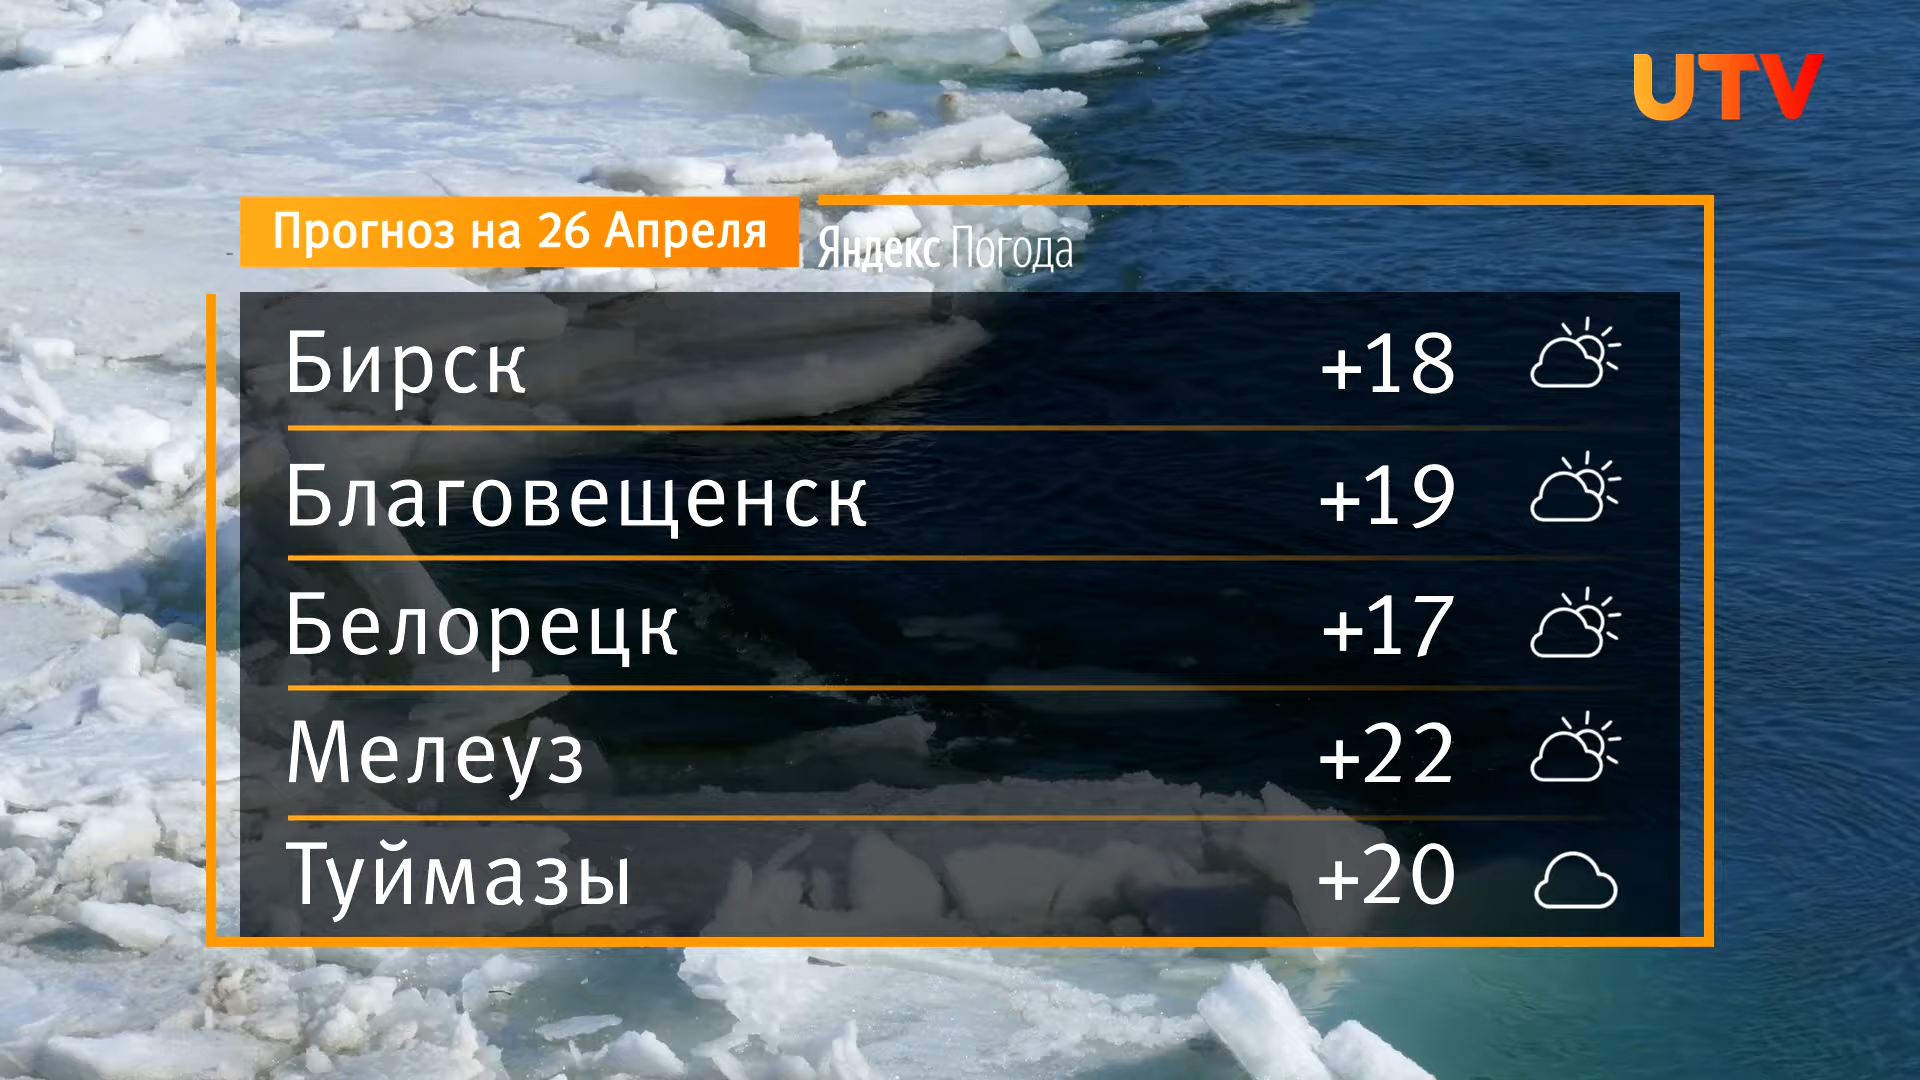 UTV
Прогноз на 26 Апреля
Яндекс Погода
Бирск +18
Благовещенск +19
Белорецк +17
Мелеуз +22
Туймазы +20